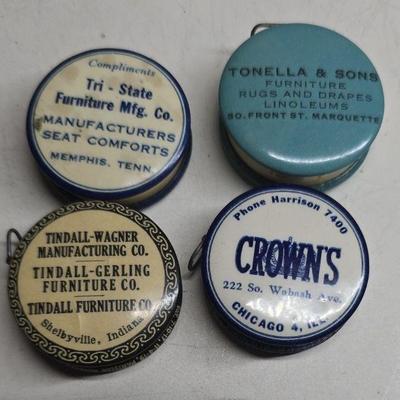 Compliments
Tri - State
Furniture Mfg. Co.
MANUFACTURERS
SEAT COMFORTS
MEMPHIS, TENN
TONELLA & SONS
FURNITURE
RUGS AND DRAPES
LINOLEUMS
SO. FRONT ST. MARQUETTE
TINDALL-WAGNER
MANUFACTURING CO.
TINDALL-GERLING
FURNITURE CO.
TINDALL FURNITURE CO.
Shelbyville, Indiana
Phone Harrison 7400
CROWN'S
222 So. Wabash Ave.
CHICAGO 4, ILL.